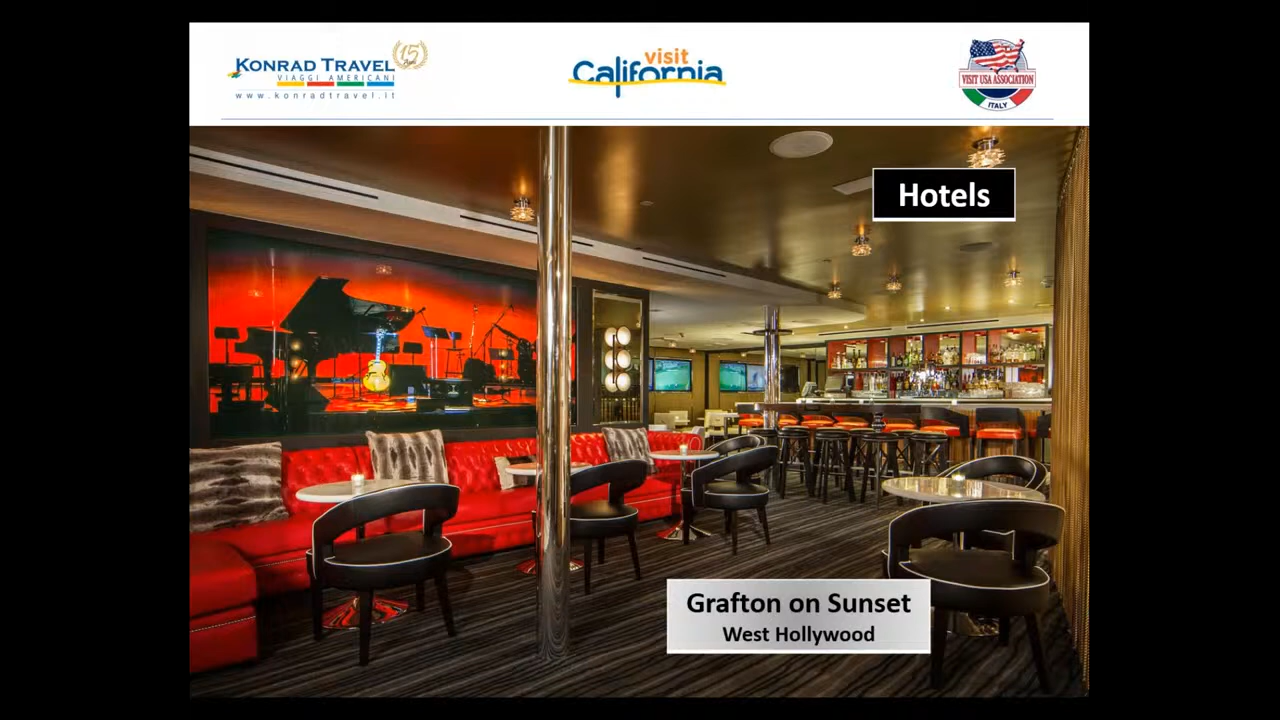 KONRAD TRAVEL
VIAGGI AMERICANI
www.konradtravel.it
15
visit
California
VISIT USA ASSOCIATION
ITALY
Hotels
Grafton on Sunset
West Hollywood